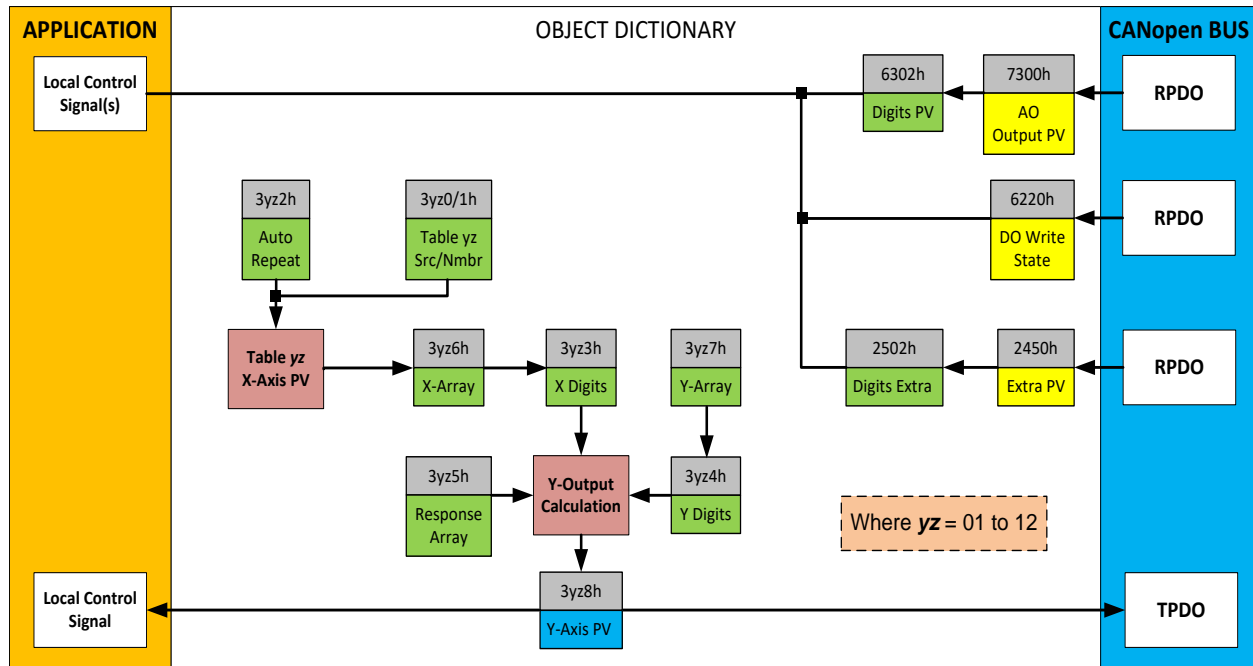 APPLICATION
OBJECT DICTIONARY
CANopen BUS
Local Control
Signal(s)
6302h
Digits PV
7300h
AO
Output PV
RPDO
3yz2h
Auto
Repeat
3yz0/1h
Table yz
Src/Nmbr
6220h
DO Write
State
RPDO
Table yz
X-Axis PV
3yz6h
X-Array
3yz3h
X Digits
3yz7h
Y-Array
2502h
Digits Extra
2450h
Extra PV
RPDO
3yz5h
Response
Array
Y-Output
Calculation
3yz4h
Y Digits
Where yz = 01 to 12
Local Control
Signal
3yz8h
Y-Axis PV
TPDO